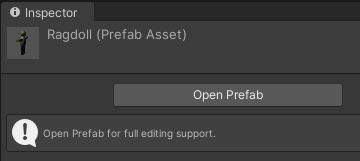 Inspector
Ragdoll (Prefab Asset)
Open Prefab
Open Prefab for full editing support.